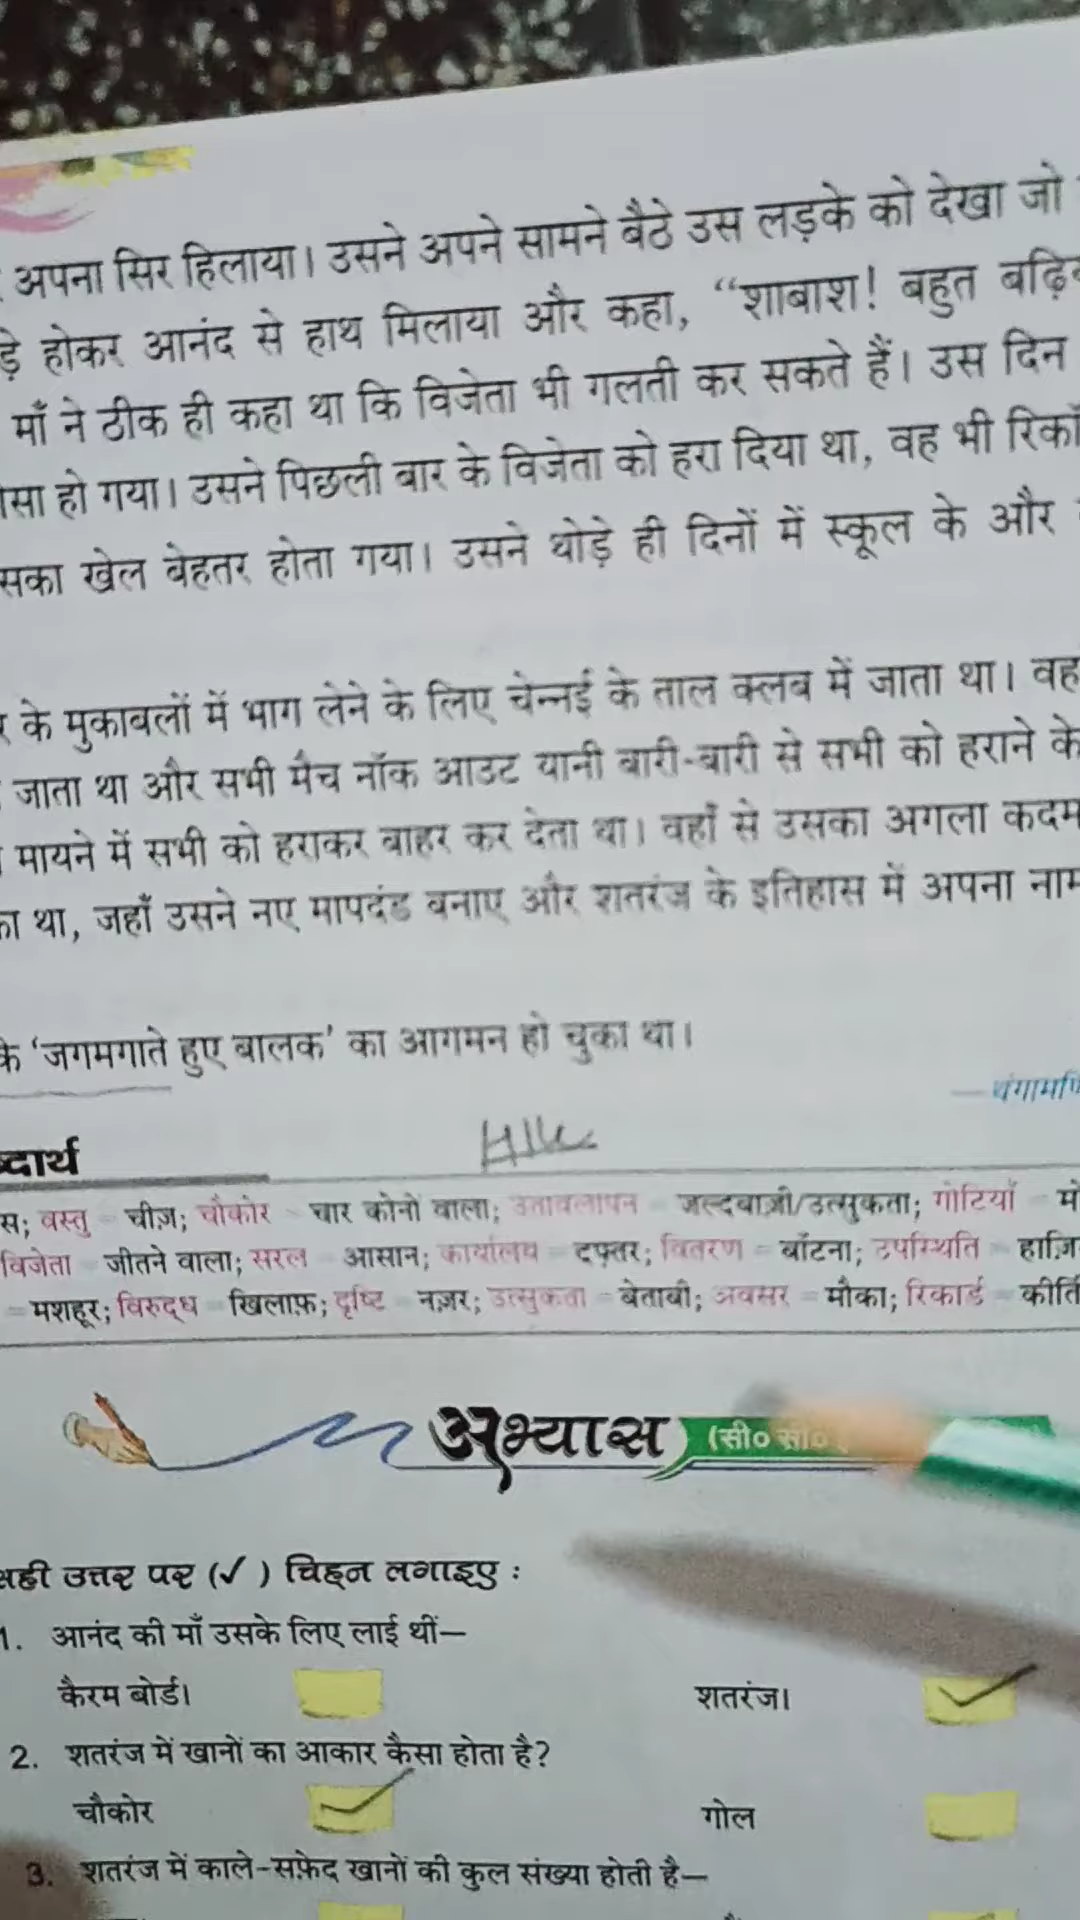 अपना सिर हिलाया। उसने अपने सामने बैठे उस लड़के को देखा जो
होकर आनंद से हाथ मिलाया और कहा, “शाबाश! बहुत
माँ ने ठीक ही कहा था कि विजेता भी गलती कर सकते हैं। उस दिन
हो गया। उसने पिछली बार के विजेता को हरा दिया था, वह भी
खेल बेहतर होता गया। उसने थोड़े ही दिनों में स्कूल के और
के मुकाबलों में भाग लेने के लिए चेन्नई के ताल क्लब में जाता था। वह
जाता था और सभी मैच नॉक आउट यानी बारी-बारी से सभी को हराने के
मायने में सभी को हराकर बाहर कर देता था। वहाँ से उसका अगला कदम
था, जहाँ उसने नए मापदंड बनाए और शतरंज के इतिहास में अपना नाम
के ‘जगमगाते हुए बालक’ का आगमन हो चुका था।
वस्तु – चीज़; चौकोर – चार कोनों वाला; उतावलापन – जल्दबाज़ी/उत्सुकता; गोटियाँ –
विजेता – जीतने वाला; सरल – आसान; कार्यालय – दफ़्तर; वितरण – बाँटना; उपस्थिति –
– मशहूर; विरुद्ध – खिलाफ़; दृष्टि – नज़र; उत्सुकता – बेताबी; अवसर – मौका; रिकार्ड –
अभ्यास (सी०
सही उत्तर पर (✓) चिह्न लगाइए :
1. आनंद की माँ उसके लिए लाई थीं—
कैरम बोर्ड। शतरंज। ✓
2. शतरंज में खानों का आकार कैसा होता है?
चौकोर ✓ गोल
3. शतरंज में काले-सफ़ेद खानों की कुल संख्या होती है—